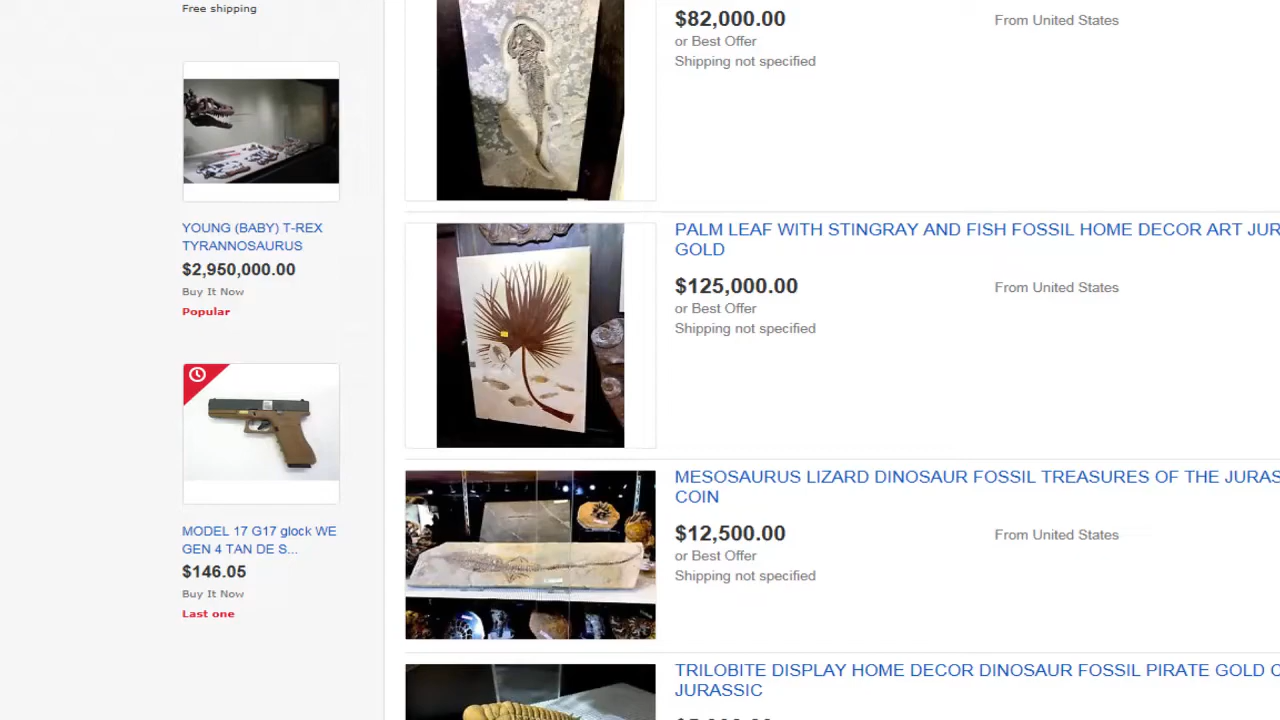 Free shipping
YOUNG (BABY) T-REX
TYRANNOSAURUS
$2,950,000.00
Buy It Now
Popular
MODEL 17 G17 glock WE
GEN 4 TAN DE S...
$146.05
Buy It Now
Last one
$82,000.00
From United States
or Best Offer
Shipping not specified
PALM LEAF WITH STINGRAY AND FISH FOSSIL HOME DECOR ART JUR
GOLD
$125,000.00
From United States
or Best Offer
Shipping not specified
MESOSAURUS LIZARD DINOSAUR FOSSIL TREASURES OF THE JURAS
COIN
$12,500.00
From United States
or Best Offer
Shipping not specified
TRILOBITE DISPLAY HOME DECOR DINOSAUR FOSSIL PIRATE GOLD C
JURASSIC